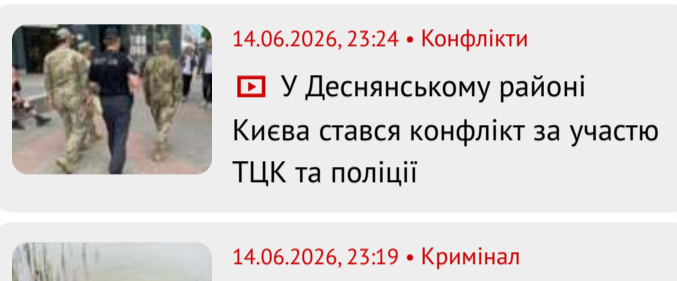 14.06.2026, 23:24 • Конфлікти
У Деснянському районі
Києва стався конфлікт за участю
ТЦК та поліції
14.06.2026, 23:19 • Кримінал